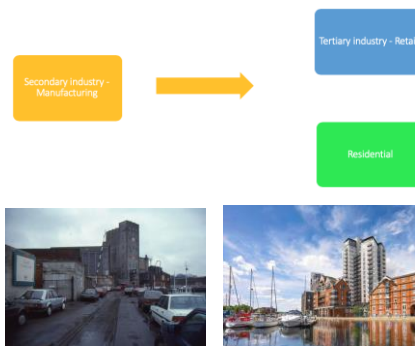 Secondary industry -
Manufacturing
Tertiary industry - Retai
Residential